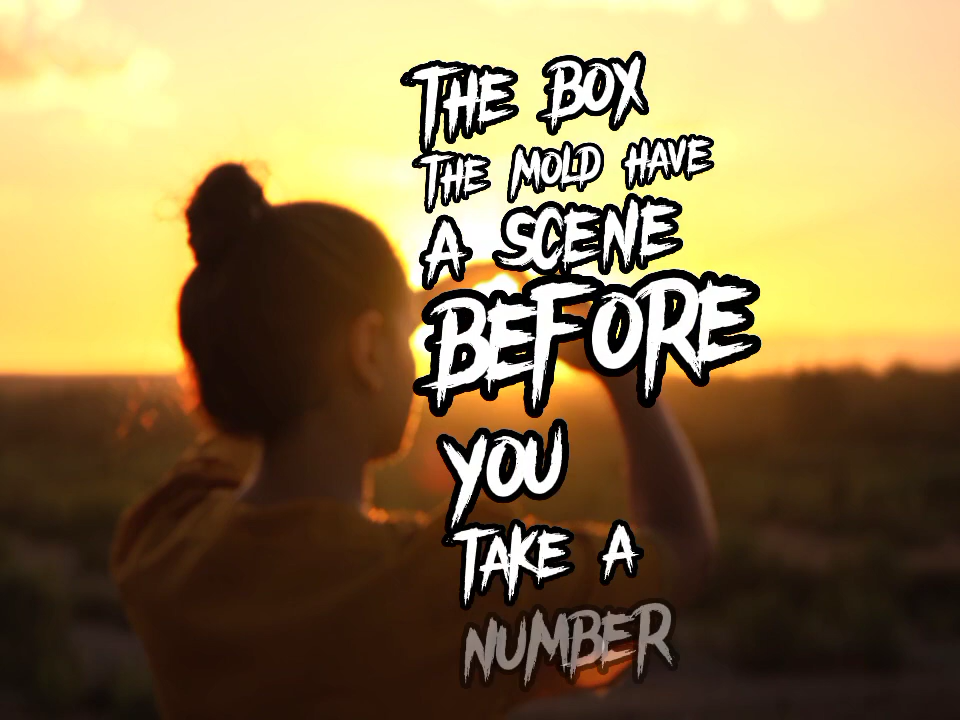 THE BOX
THE MOLD HAVE
A SCENE
BEFORE
YOU
TAKE A
NUMBER